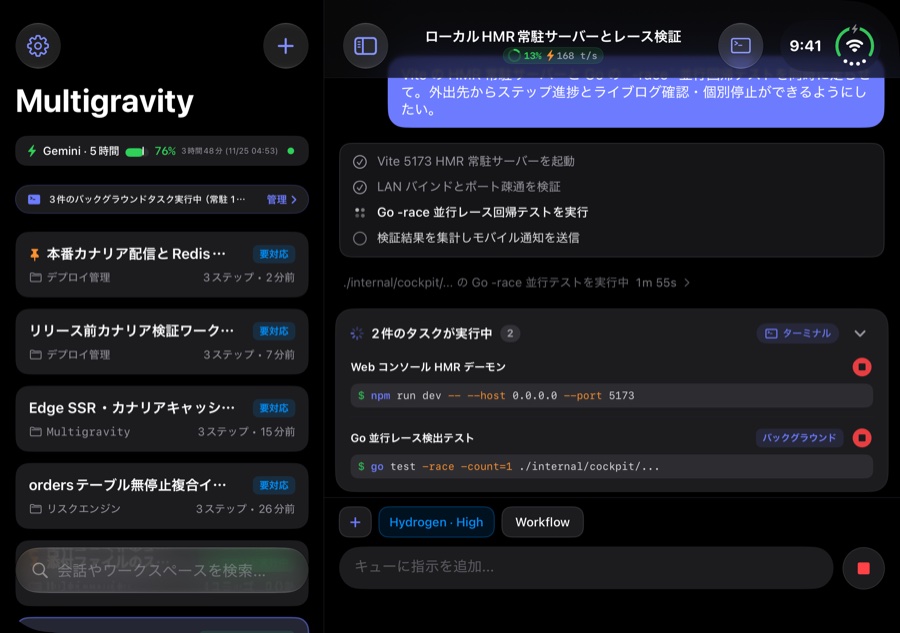 Multigravity
Gemini · 5時間 76% 3時間48分 (11/25 04:53)
3件のバックグラウンドタスク実行中 (常駐 1… 管理
本番カナリア配信と Redis… 要対応
デプロイ管理 3ステップ • 2分前
リリース前カナリア検証ワーク… 要対応
デプロイ管理 3ステップ • 7分前
Edge SSR・カナリアキャッシ… 要対応
Multigravity 3ステップ • 15分前
orders テーブル無停止複合イ… 要対応
リスクエンジン 3ステップ • 26分前
会話やワークスペースを検索...
ローカル HMR 常駐サーバーとレース検証
13% 168 t/s
9:41
て。外出先からステップ進捗とライブログ確認・個別停止ができるようにし
たい。
Vite 5173 HMR 常駐サーバーを起動
LAN バインドとポート疎通を検証
Go -race 並行レース回帰テストを実行
検証結果を集計しモバイル通知を送信
./internal/cockpit/... の Go -race 並行テストを実行中 1m 55s
2件のタスクが実行中 2 ターミナル
Web コンソール HMR デーモン
$ npm run dev -- --host 0.0.0.0 --port 5173
Go 並行レース検出テスト バックグラウンド
$ go test -race -count=1 ./internal/cockpit/...
Hydrogen · High Workflow
キューに指示を追加...